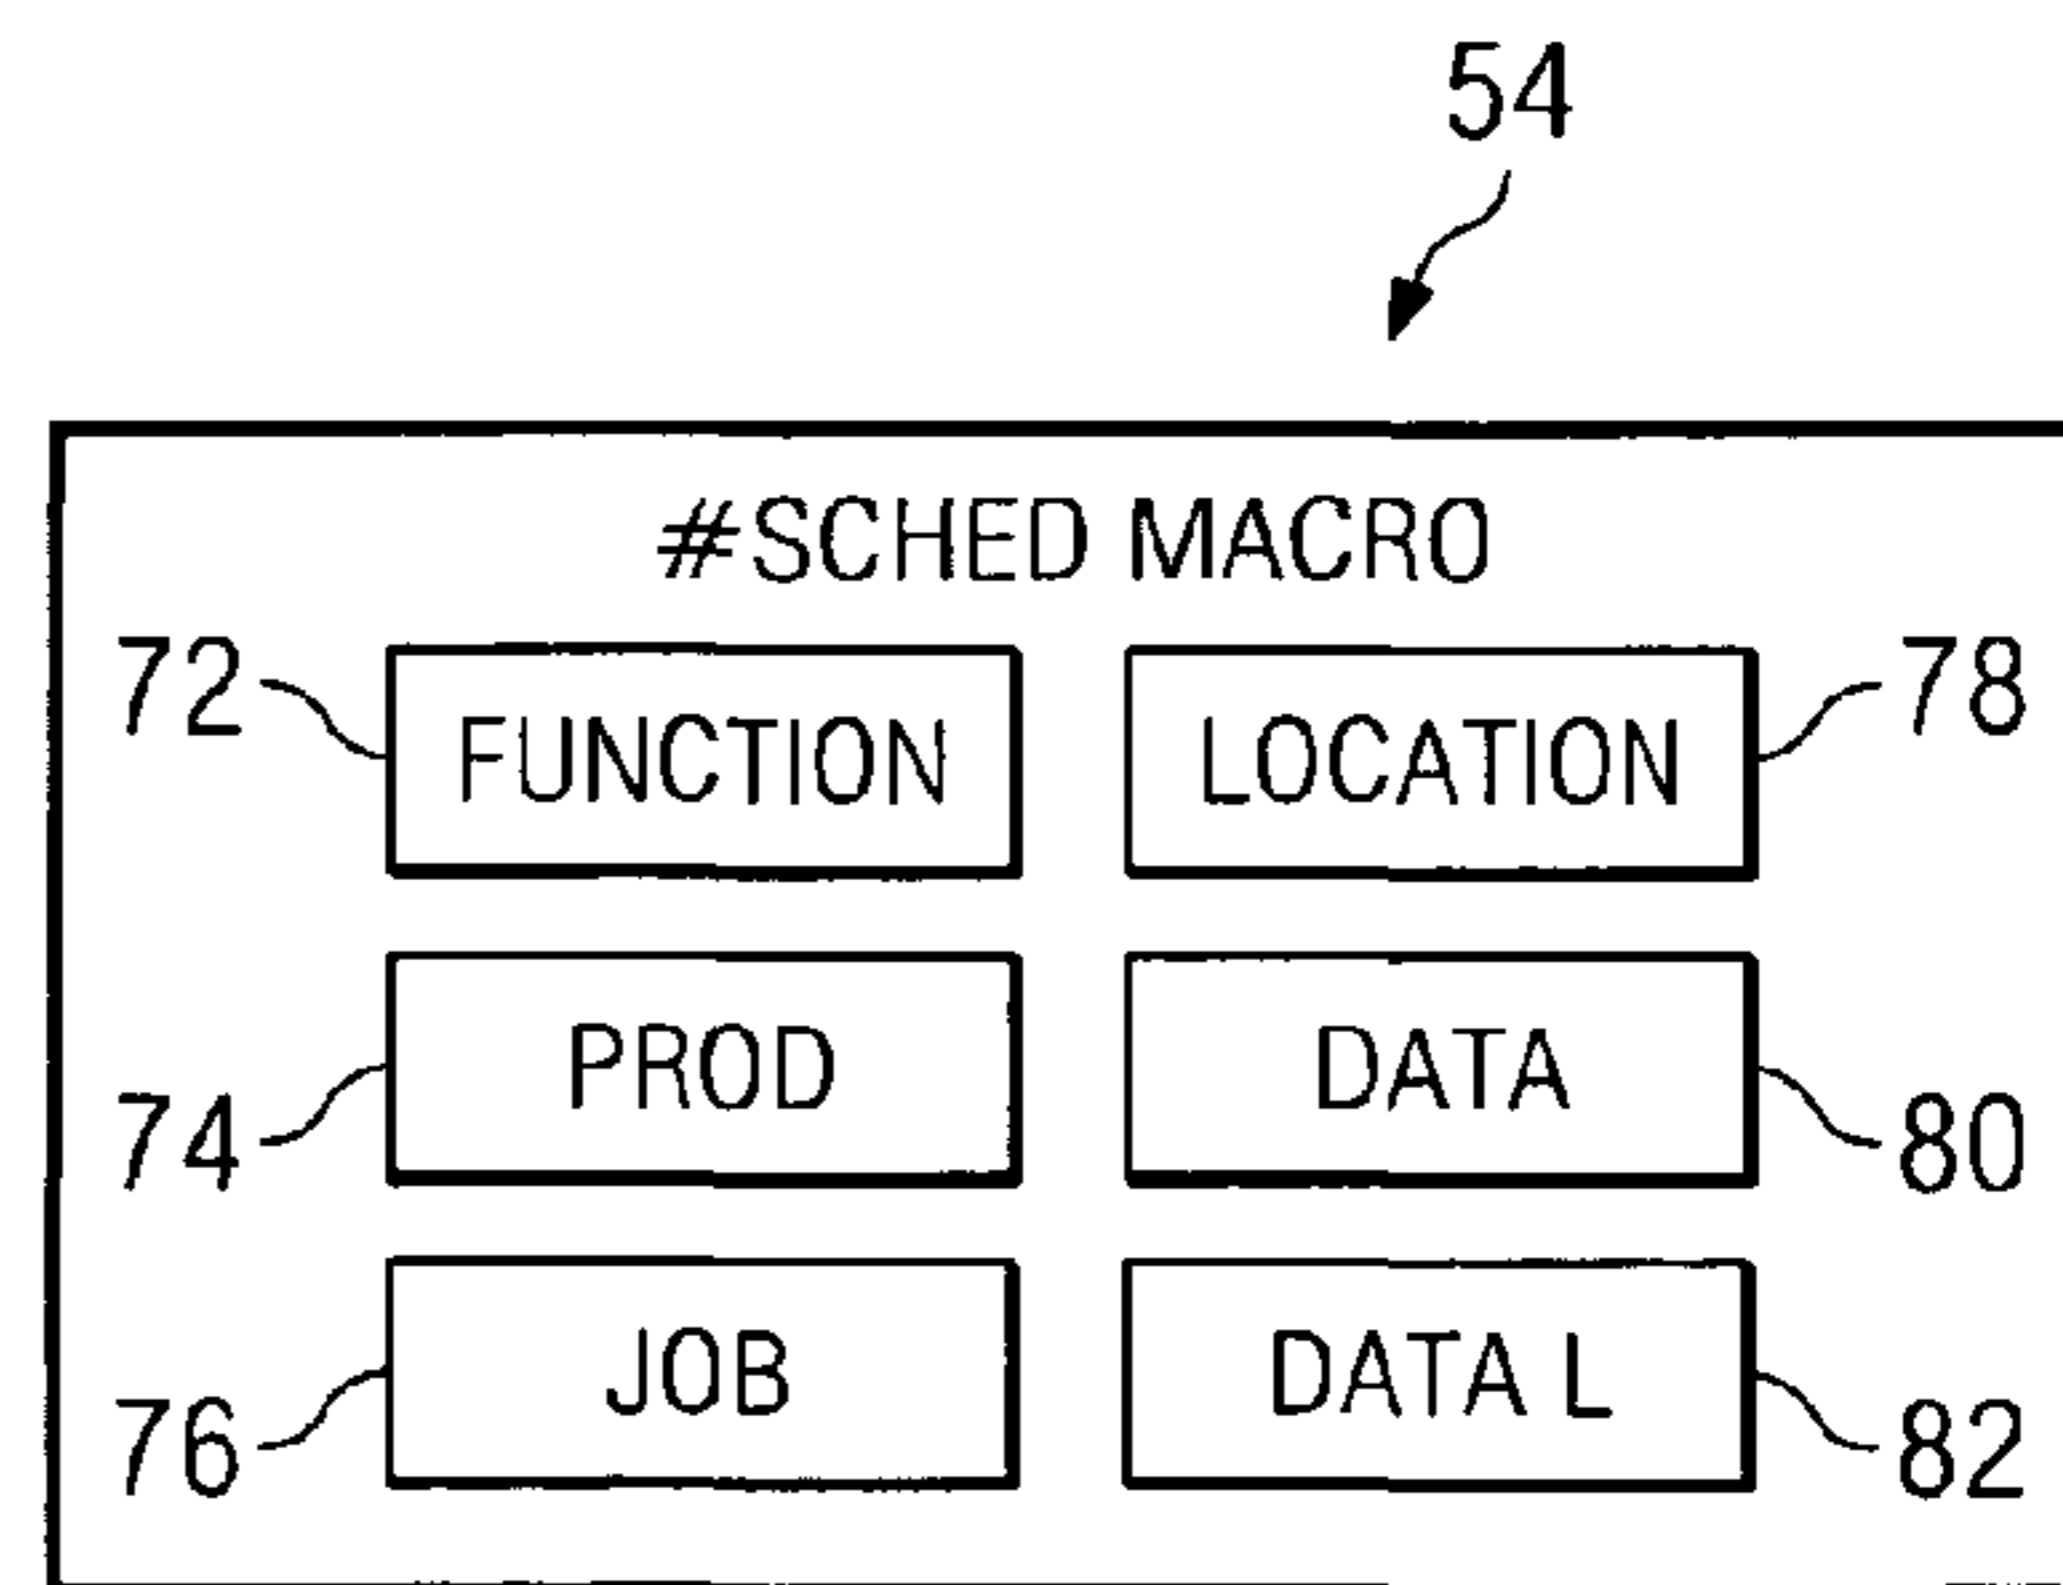 54
#SCHED MACRO
72 FUNCTION LOCATION 78
74 PROD DATA 80
76 JOB DATA L 82